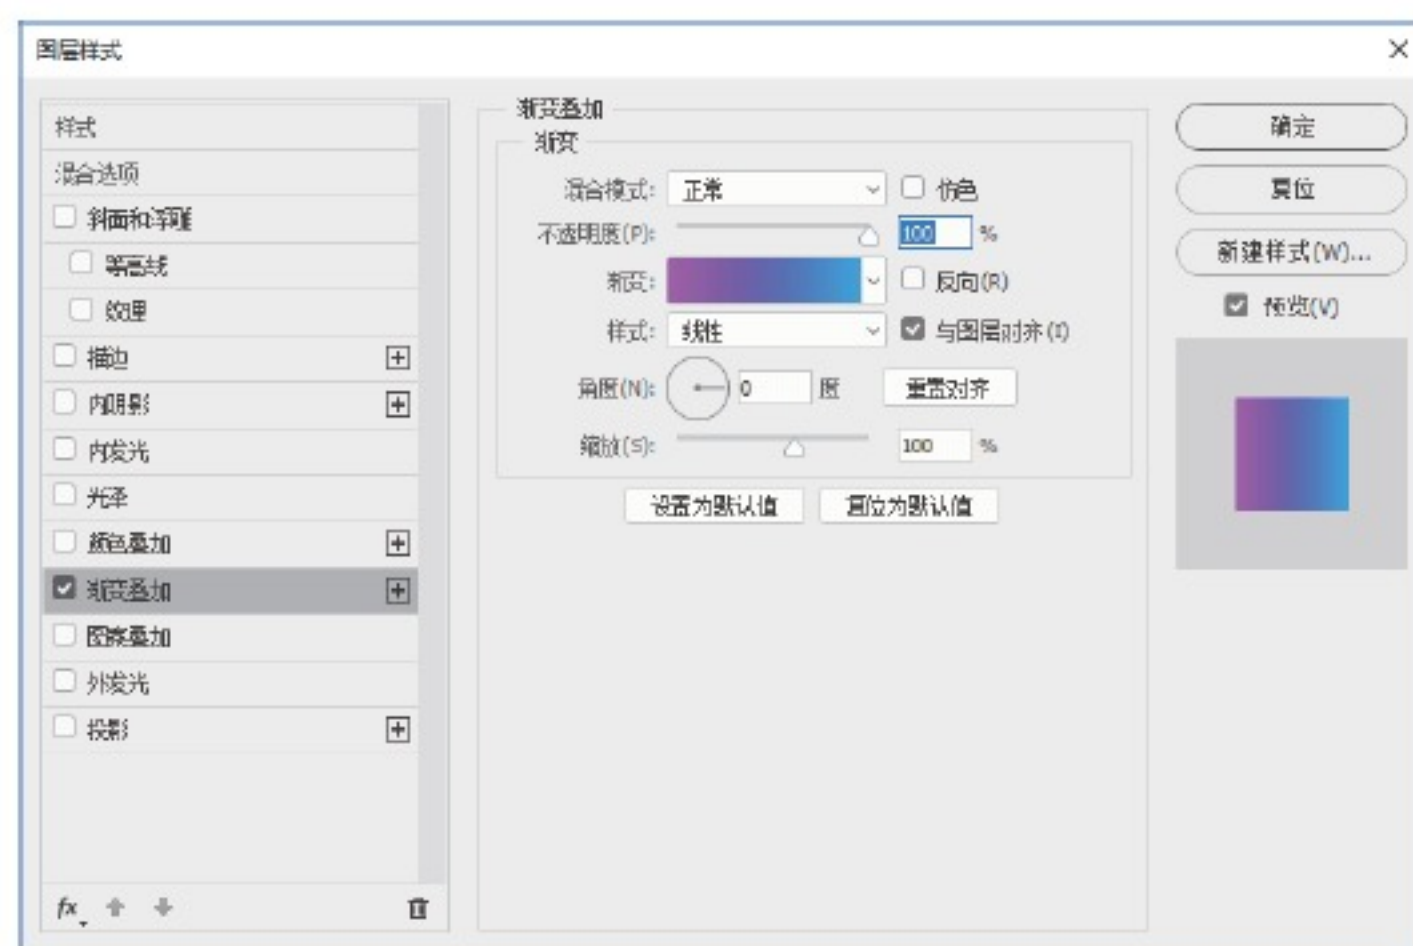 图层样式
样式
混合选项
斜面和浮雕
等高线
纹理
描边
内阴影
内发光
光泽
颜色叠加
渐变叠加
图案叠加
外发光
投影
fx
渐变叠加
渐变
混合模式: 正常 仿色
不透明度(P): 100 %
渐变: 反向(R)
样式: 线性 与图层对齐(I)
角度(N): 0 度 重置对齐
缩放(S): 100 %
设置为默认值 复位为默认值
确定
复位
新建样式(W)...
预览(V)